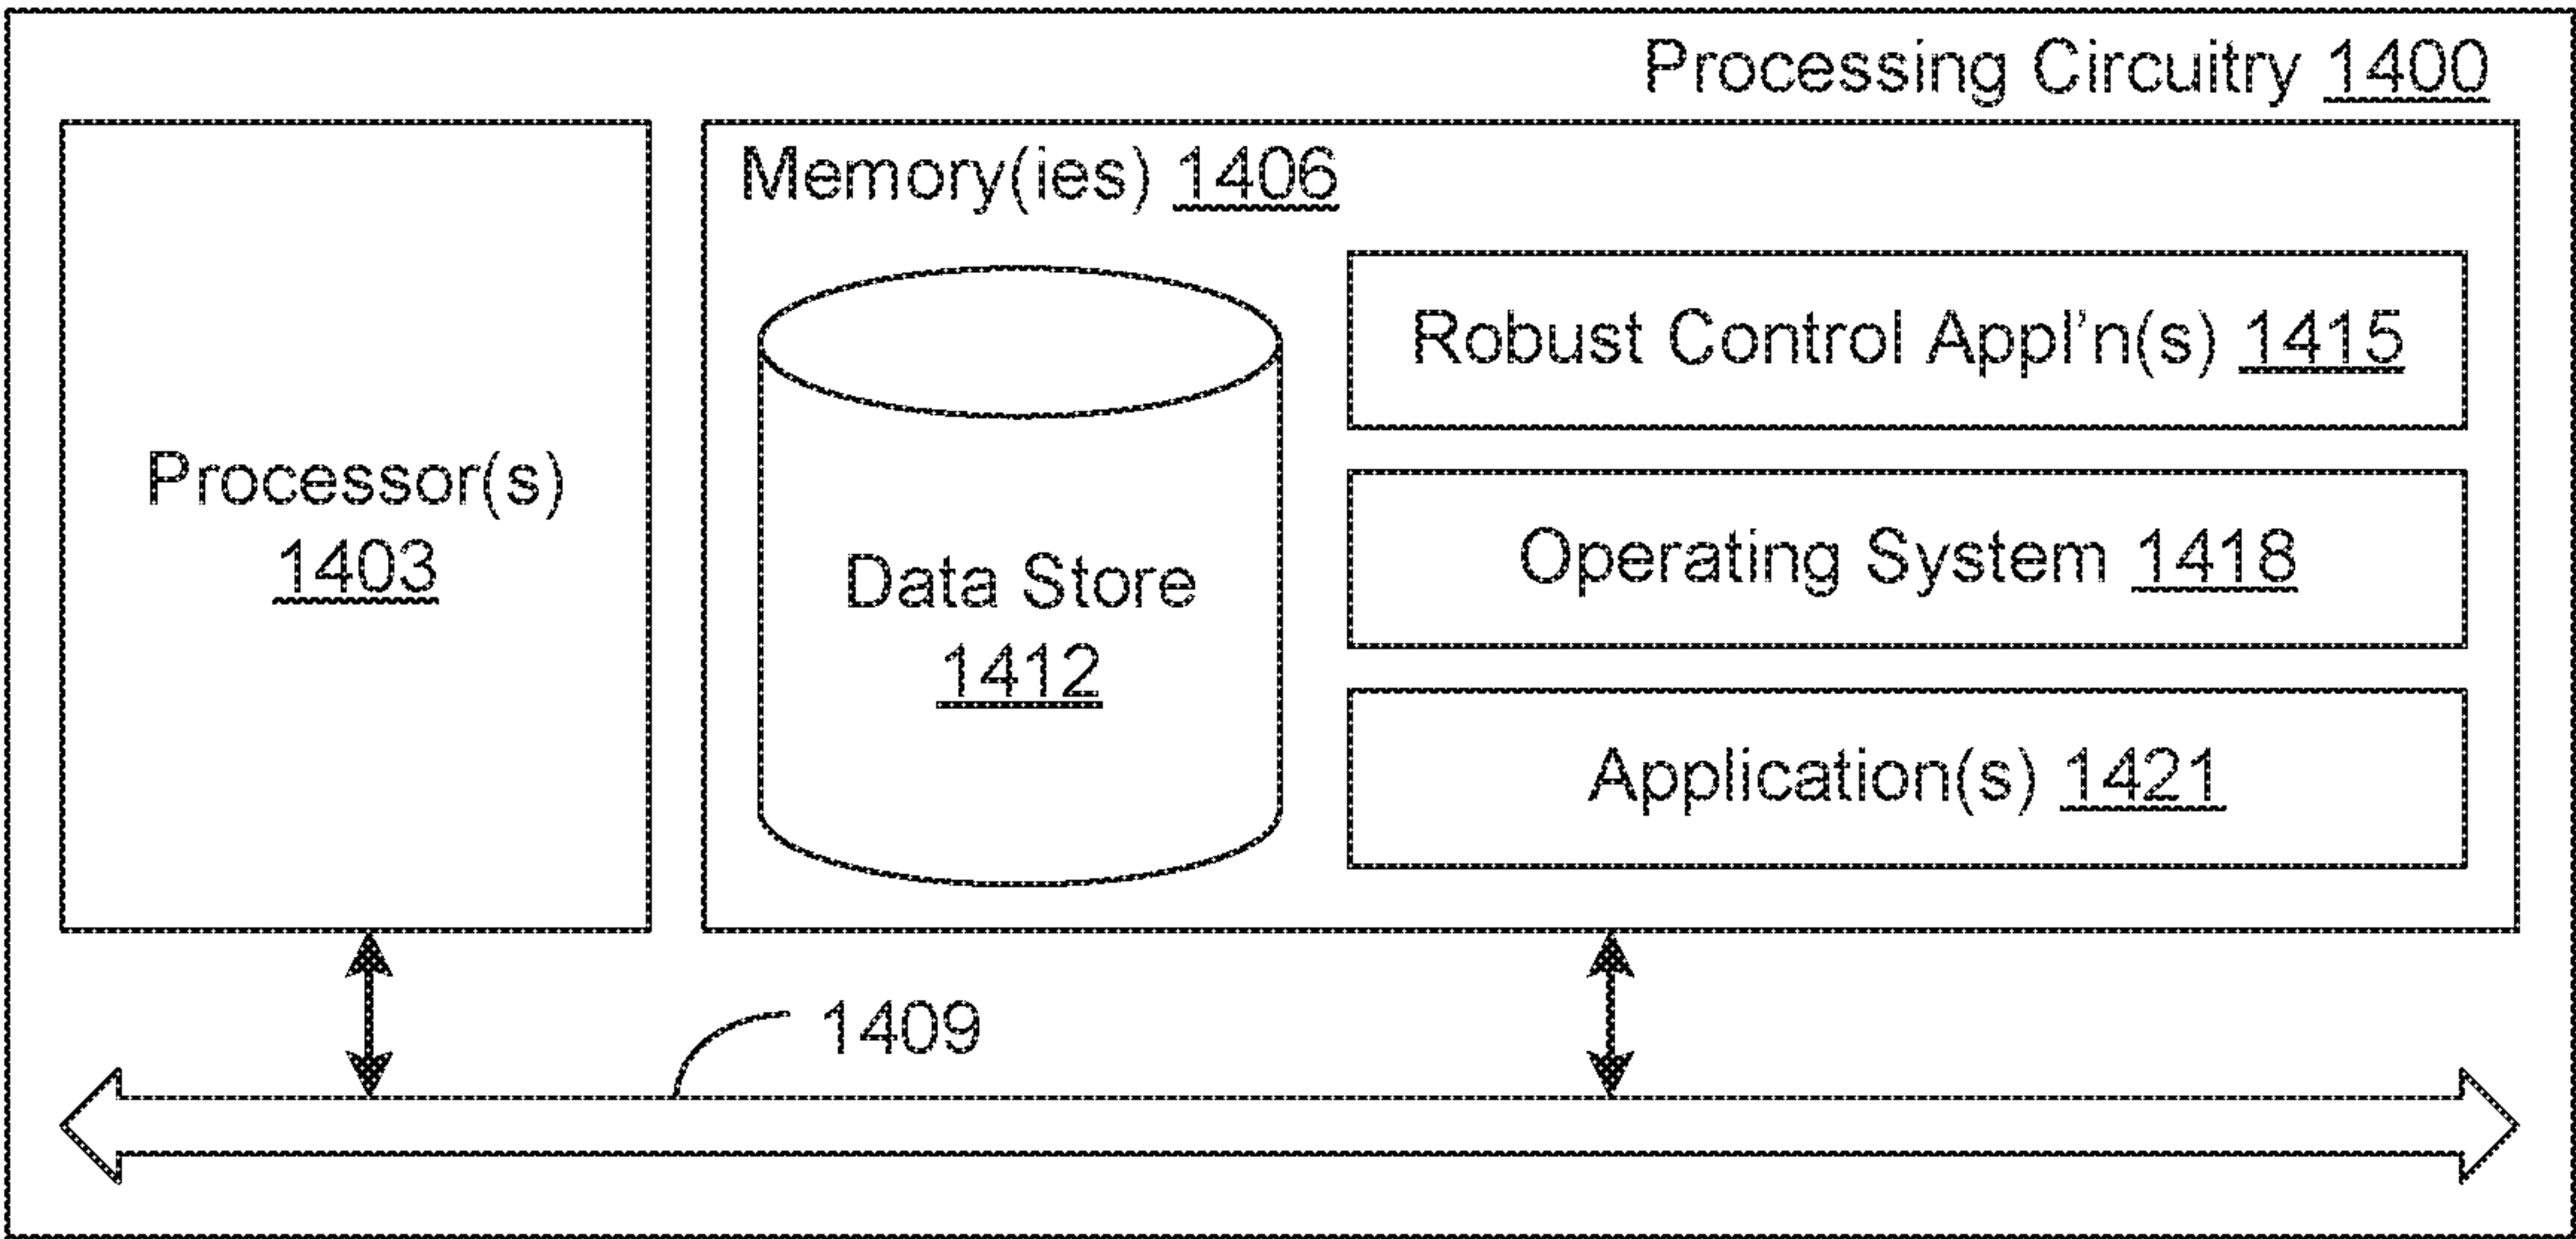 Processing Circuitry 1400
Processor(s)
1403
Memory(ies) 1406
Data Store
1412
Robust Control Appl’n(s) 1415
Operating System 1418
Application(s) 1421
1409